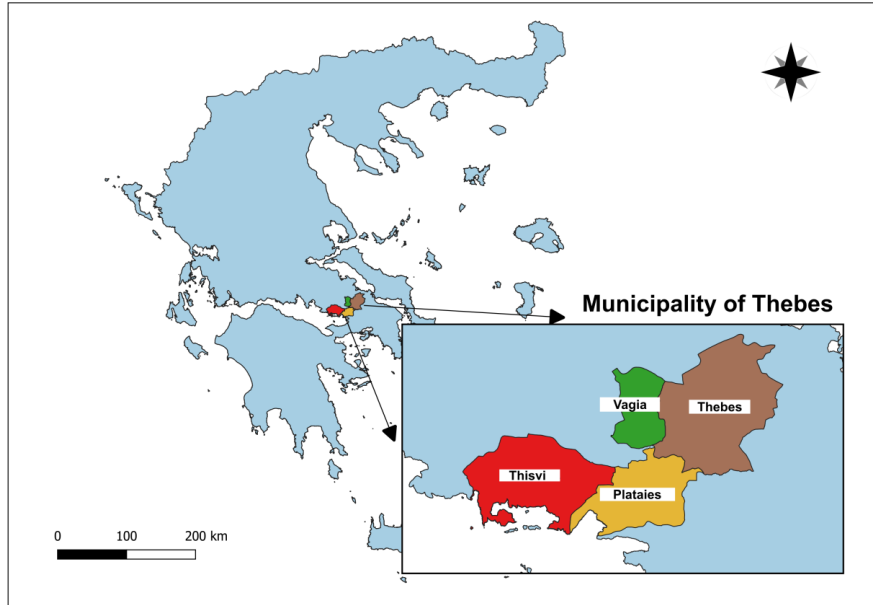 Municipality of Thebes
Vagia
Thebes
Thisvi
Plataies
0 100 200 km